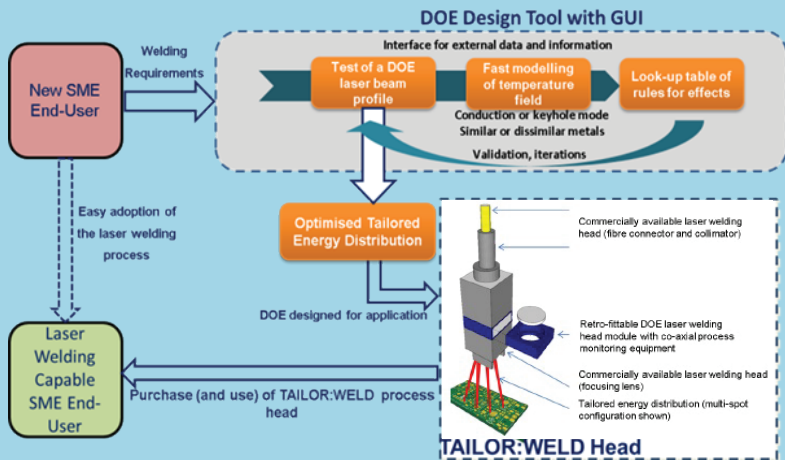 DOE Design Tool with GUI
Interface for external data and information
Welding
Requirements
New SME
End-User
Test of a DOE
laser beam
profile
Fast modelling
of temperature
field
Look-up table of
rules for effects
Conduction or keyhole mode
Similar or dissimilar metals
Validation, iterations
Easy adoption of
the laser welding
process
Optimised Tailored
Energy Distribution
DOE designed for application
Commercially available laser welding
head (fibre connector and collimator)
Retro-fittable DOE laser welding
head module with co-axial process
monitoring equipment
Commercially available laser welding head
(focusing lens)
Tailored energy distribution (multi-spot
configuration shown)
TAILOR:WELD Head
Laser
Welding
Capable
SME End-
User
Purchase (and use) of TAILOR:WELD process
head